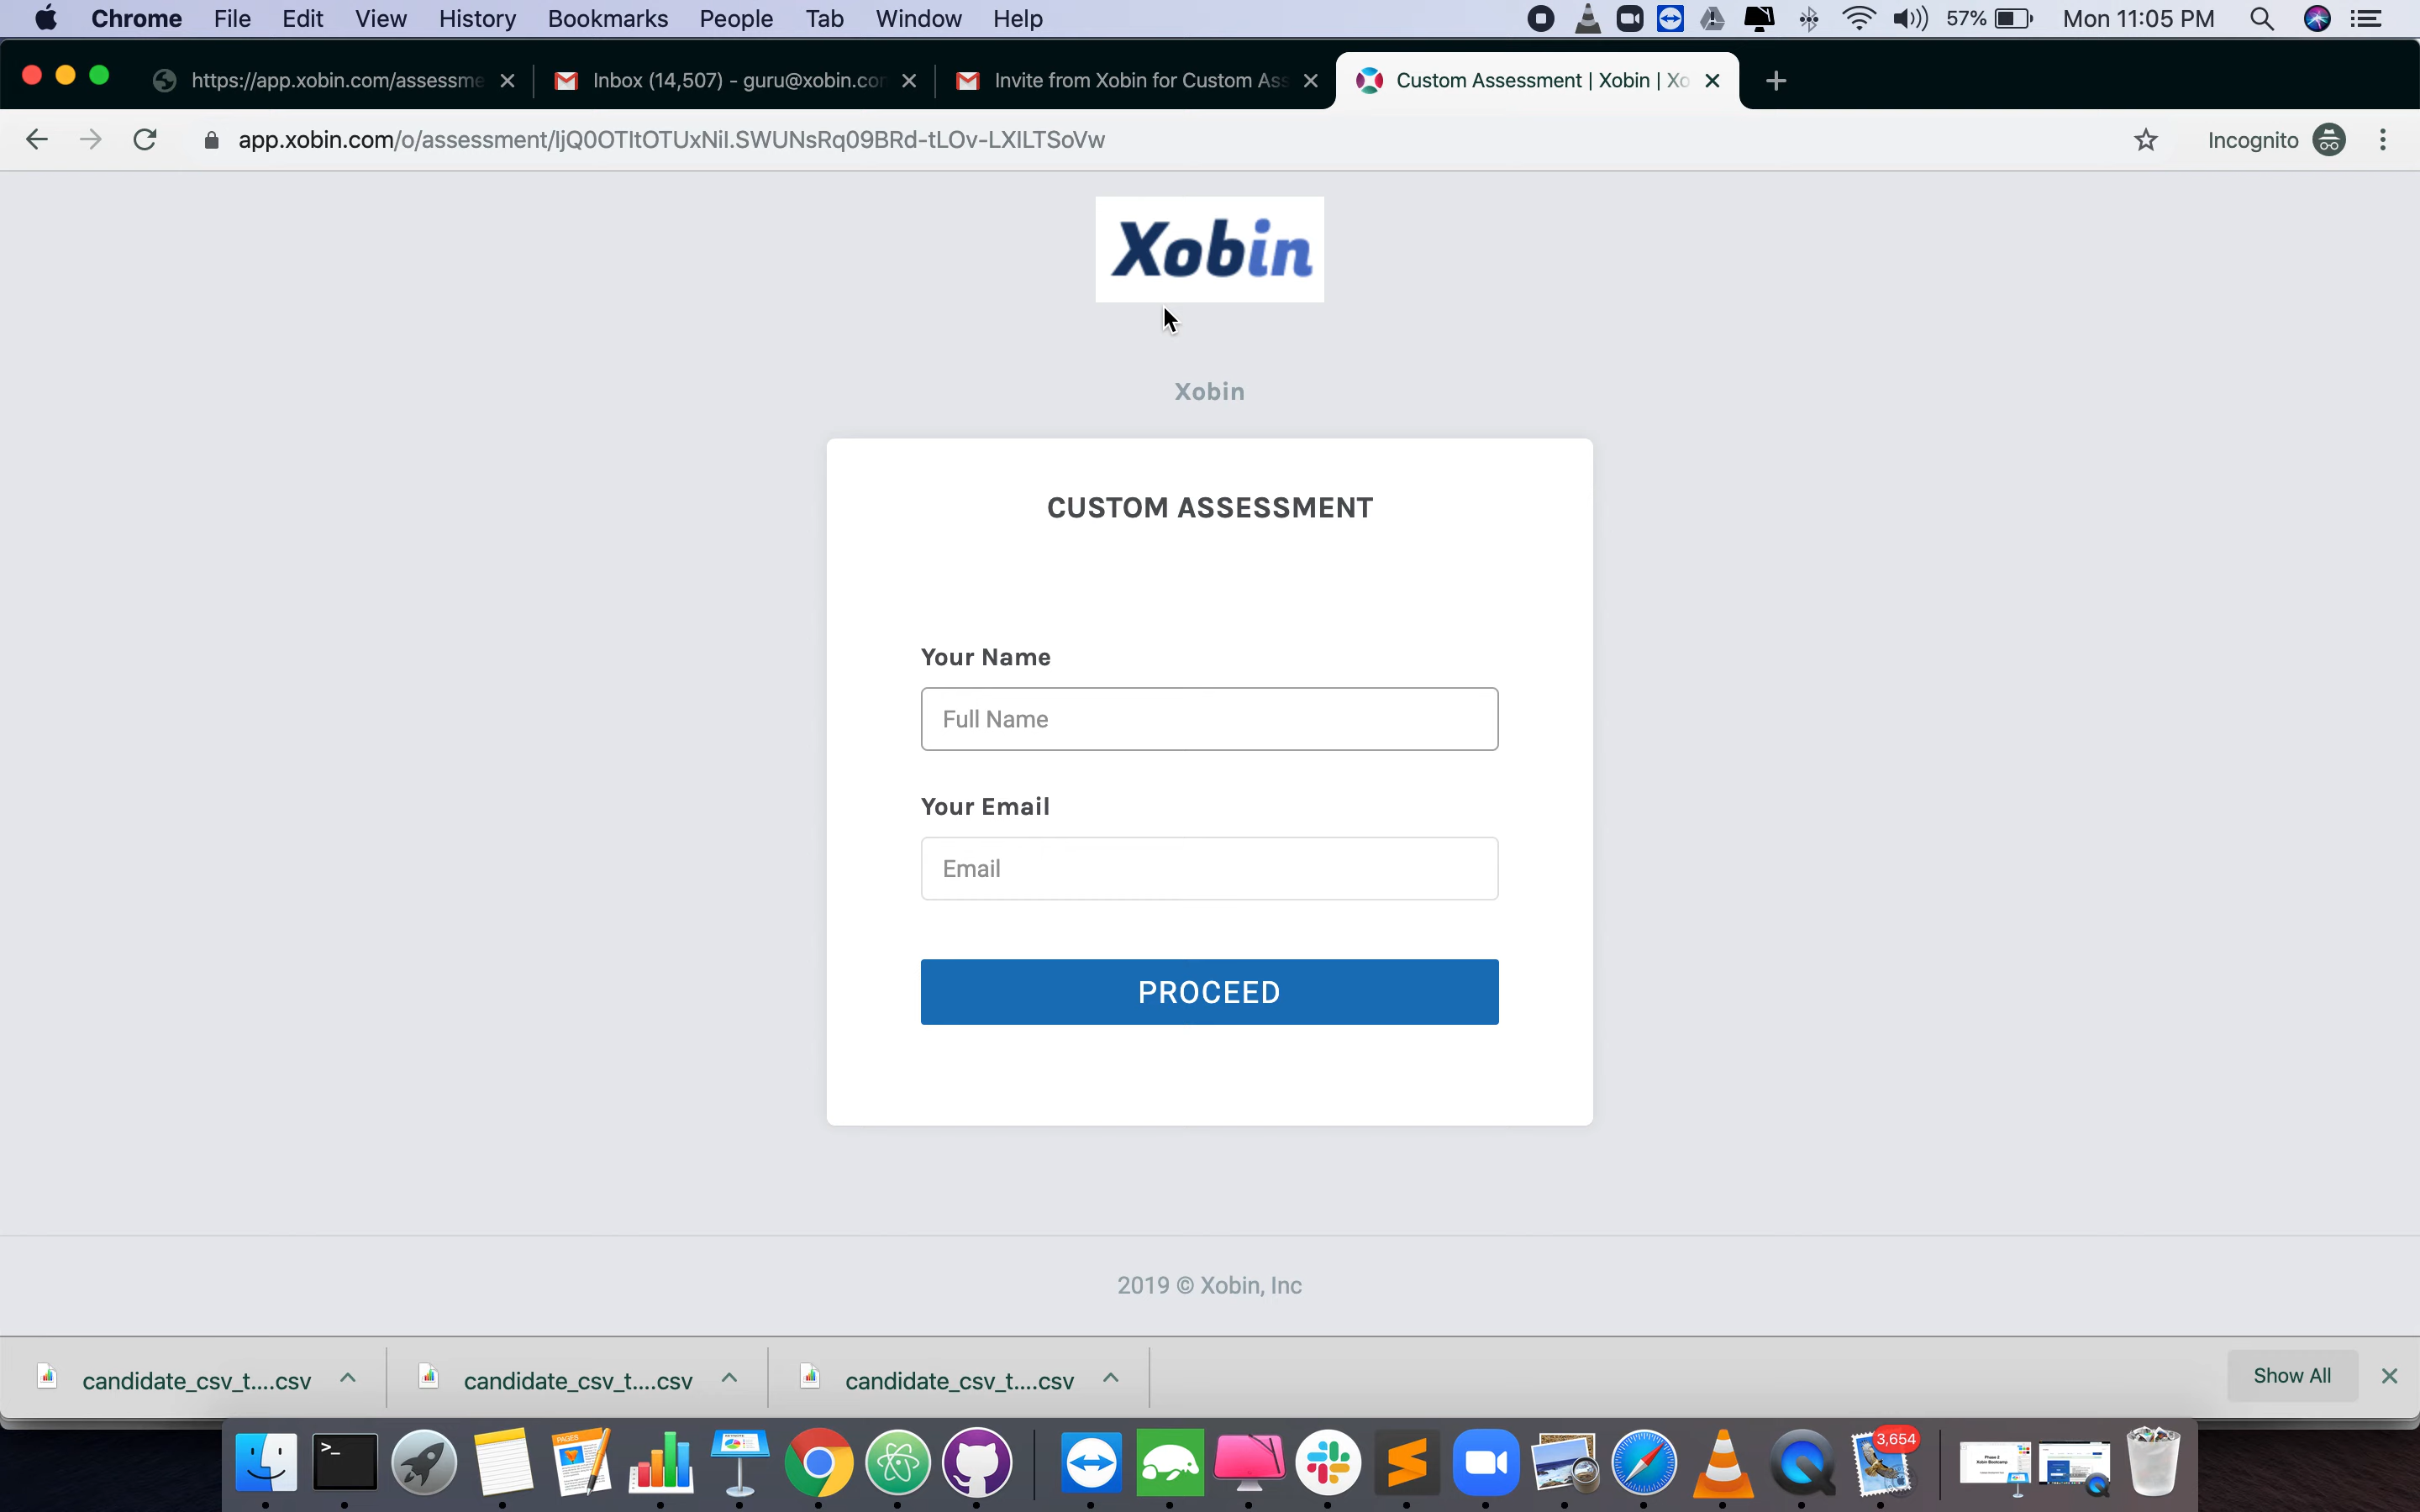 Chrome File Edit View History Bookmarks People Tab Window Help 57% Mon 11:05 PM
https://app.xobin.com/assessme Inbox (14,507) - guru@xobin.cor Invite from Xobin for Custom Ass Custom Assessment | Xobin | Xo
app.xobin.com/o/assessment/IjQ0OTItOTUxNiI.SWUNsRq09BRd-tLOv-LXILTSoVw Incognito
Xobin
Xobin
CUSTOM ASSESSMENT
Your Name
Full Name
Your Email
Email
PROCEED
2019 © Xobin, Inc
candidate_csv_t....csv candidate_csv_t....csv candidate_csv_t....csv Show All
PAGES
3,654